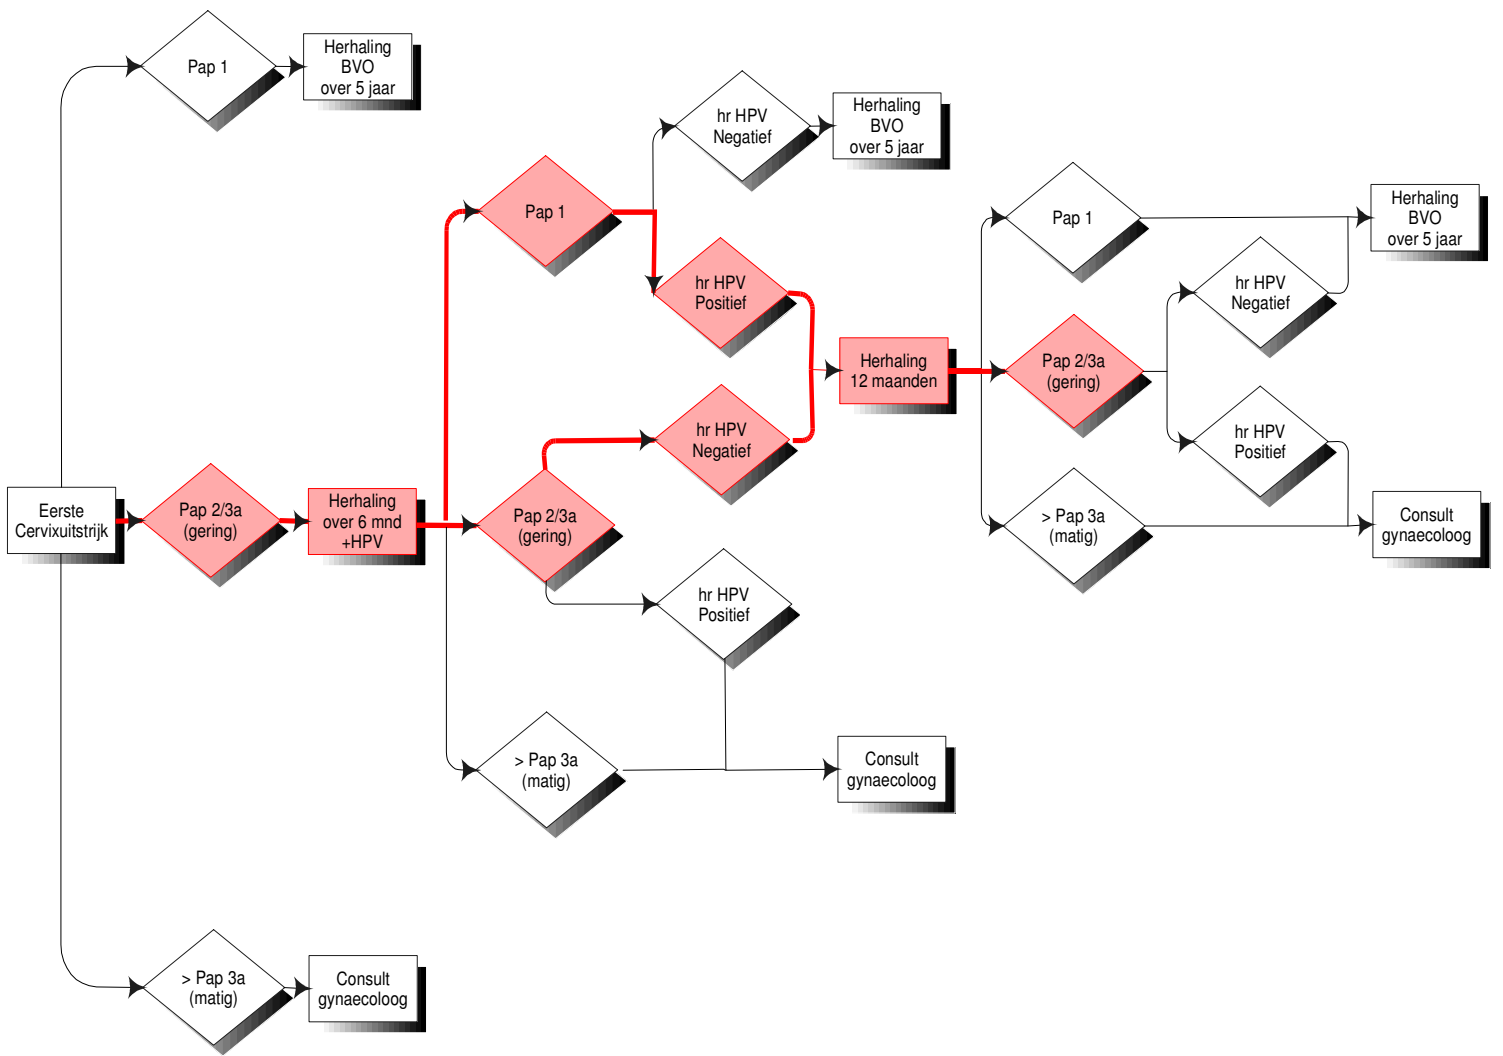 Pap 1
Herhaling
BVO
over 5 jaar
hr HPV
Negatief
Herhaling
BVO
over 5 jaar
Pap 1
hr HPV
Positief
Pap 1
Herhaling
BVO
over 5 jaar
hr HPV
Negatief
Herhaling
12 maanden
Pap 2/3a
(gering)
hr HPV
Negatief
hr HPV
Positief
Eerste
Cervixuitstrijk
Pap 2/3a
(gering)
Herhaling
over 6 mnd
+HPV
Pap 2/3a
(gering)
> Pap 3a
(matig)
Consult
gynaecoloog
hr HPV
Positief
> Pap 3a
(matig)
Consult
gynaecoloog
> Pap 3a
(matig)
Consult
gynaecoloog